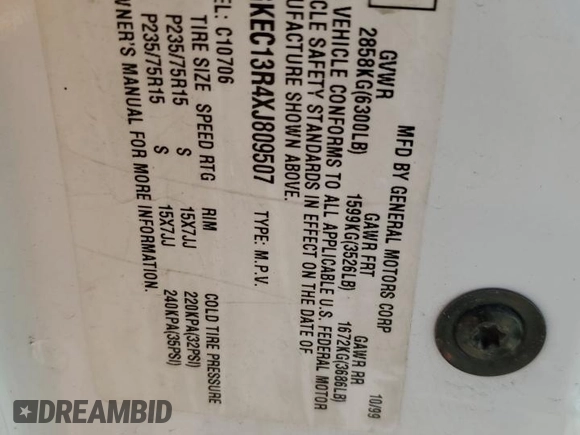 MFD BY GENERAL MOTORS CORP 10/99
GVWR GAWR FRT GAWR RR
2858KG(6300LB) 1599KG(3526LB) 1672KG(3686LB)
VEHICLE CONFORMS TO ALL APPLICABLE U.S. FEDERAL MOTOR
CLE SAFETY STANDARDS IN EFFECT ON THE DATE OF
UFACTURE SHOWN ABOVE.
KEC13R4XJ809507 TYPE: M.P.V.
EL: C10706
TIRE SIZE SPEED RTG RIM COLD TIRE PRESSURE
P235/75R15 S 15X7JJ 220KPA(32PSI)
P235/75R15 S 15X7JJ 240KPA(35PSI)
WNER'S MANUAL FOR MORE INFORMATION.
DREAMBID